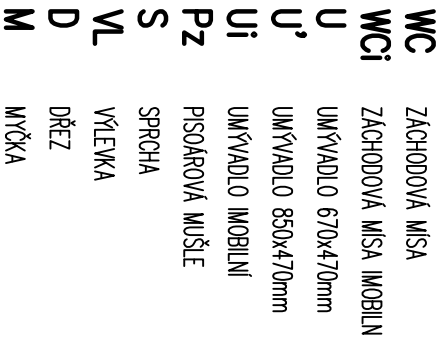 WC ZÁCHODOVÁ MÍSA
WCi ZÁCHODOVÁ MÍSA IMOBILN
U UMÝVADLO 670x470mm
U' UMÝVADLO 850x470mm
Ui UMÝVADLO IMOBILNÍ
Pz PISOÁROVÁ MUŠLE
S SPRCHA
VL VÝLEVKA
D DŘEZ
M MYČKA